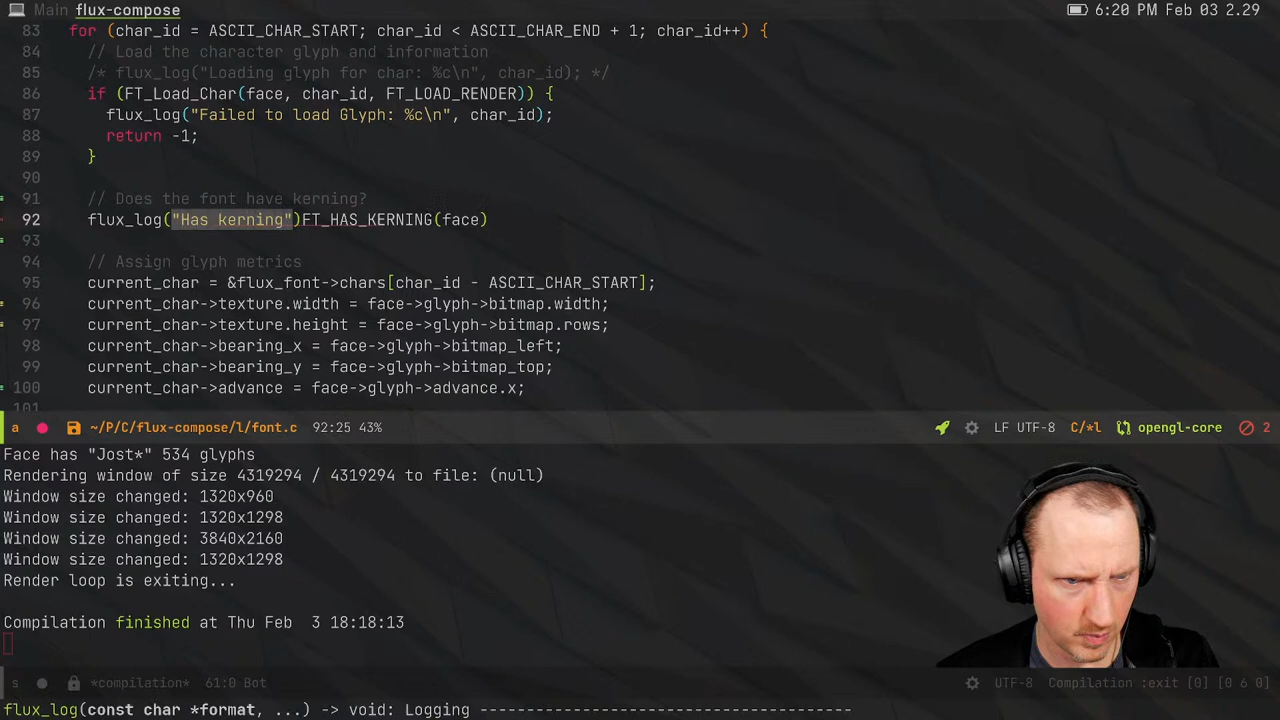 Main flux-compose 6:20 PM Feb 03 2.29
83 for (char_id = ASCII_CHAR_START; char_id < ASCII_CHAR_END + 1; char_id++) {
84 // Load the character glyph and information
85 /* flux_log("Loading glyph for char: %c\n", char_id); */
86 if (FT_Load_Char(face, char_id, FT_LOAD_RENDER)) {
87 flux_log("Failed to load Glyph: %c\n", char_id);
88 return -1;
89 }
90
91 // Does the font have kerning?
92 flux_log("Has kerning")FT_HAS_KERNING(face)
93
94 // Assign glyph metrics
95 current_char = &flux_font->chars[char_id - ASCII_CHAR_START];
96 current_char->texture.width = face->glyph->bitmap.width;
97 current_char->texture.height = face->glyph->bitmap.rows;
98 current_char->bearing_x = face->glyph->bitmap_left;
99 current_char->bearing_y = face->glyph->bitmap_top;
100 current_char->advance = face->glyph->advance.x;
101
a ~/P/C/flux-compose/l/font.c 92:25 43% LF UTF-8 C/*l opengl-core 2
Face has "Jost*" 534 glyphs
Rendering window of size 4319294 / 4319294 to file: (null)
Window size changed: 1320x960
Window size changed: 1320x1298
Window size changed: 3840x2160
Window size changed: 1320x1298
Render loop is exiting...
Compilation finished at Thu Feb 3 18:18:13
s *compilation* 61:0 Bot UTF-8 Compilation :exit [0] [0 6 0]
flux_log(const char *format, ...) -> void: Logging ----------------------------------------